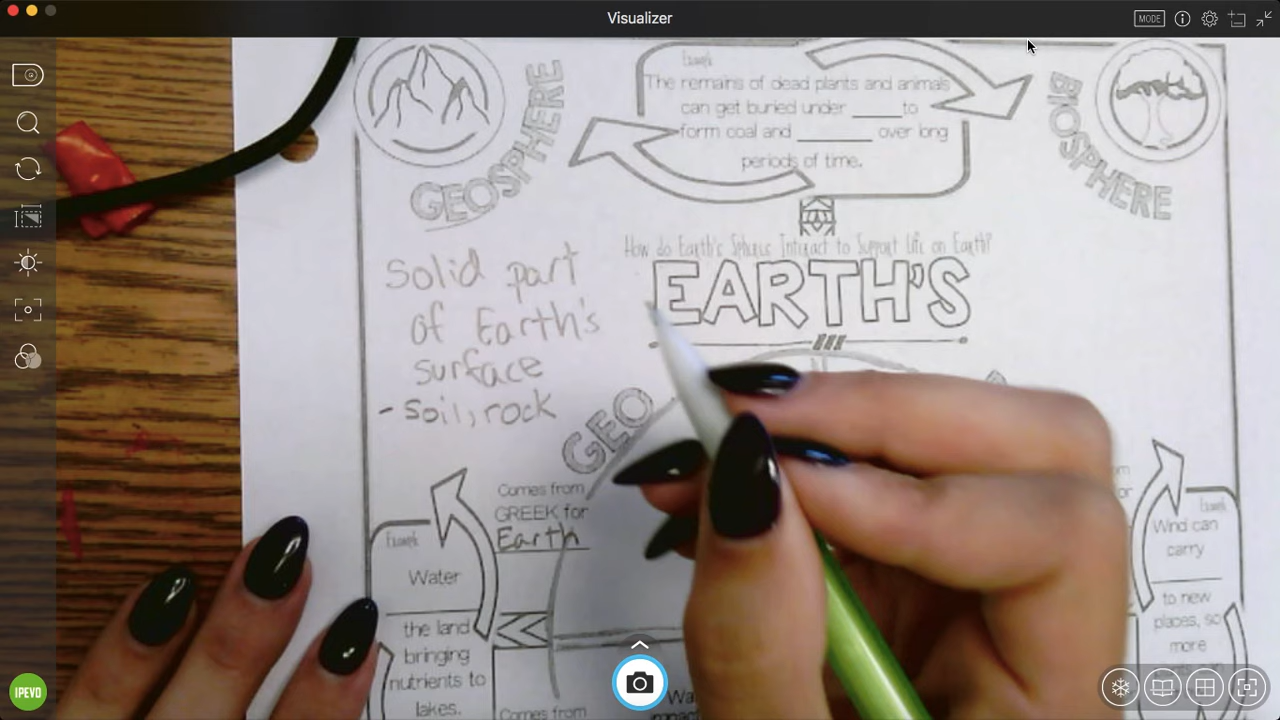 Visualizer
MODE
GEOSPHERE
Example
The remains of dead plants and animals
can get buried under _____ to
form coal and ________ over long
periods of time.
BIOSPHERE
How do Earth's Spheres Interact to Support Life on Earth?
EARTH'S
Solid part
of Earth's
surface
- soil, rock
GEO
Comes from
GREEK for
Earth
Example
Water
the land
bringing
nutrients to
lakes.
Example
Wind can
carry
to new
places, so
more
Comes from
IPEVO